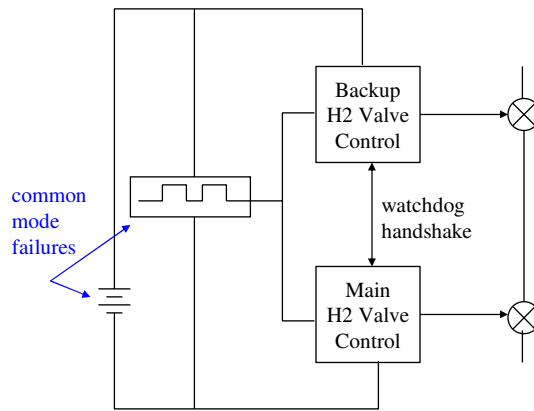 Backup
H2 Valve
Control
common
mode
failures
watchdog
handshake
Main
H2 Valve
Control